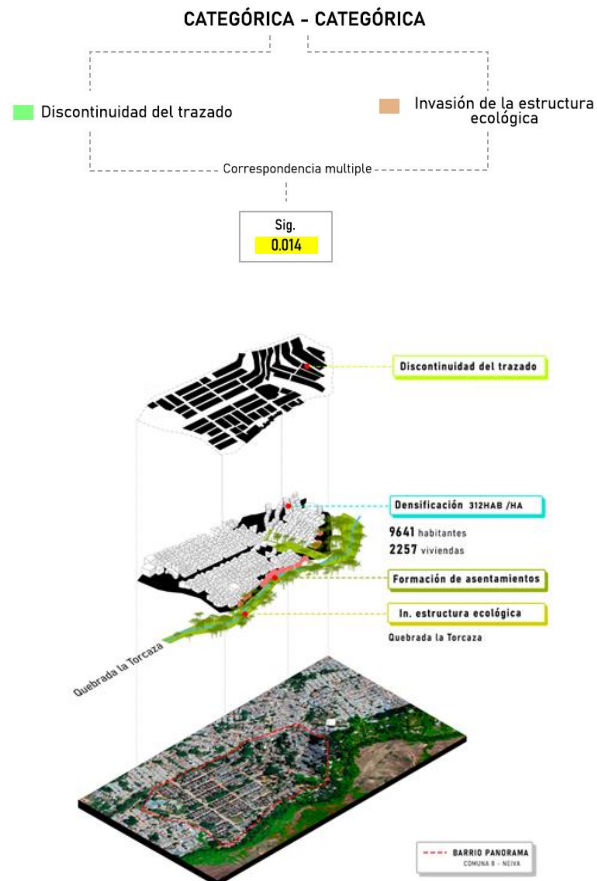 CATEGÓRICA - CATEGÓRICA
Discontinuidad del trazado
Invasión de la estructura
ecológica
Correspondencia multiple
Sig.
0.014
Discontinuidad del trazado
Densificación 312HAB /HA
9641 habitantes
2257 viviendas
Formación de asentamientos
In. estructura ecológica
Quebrada la Torcaza
Quebrada la Torcaza
BARRIO PANORAMA
COMUNA 8 - NEIVA